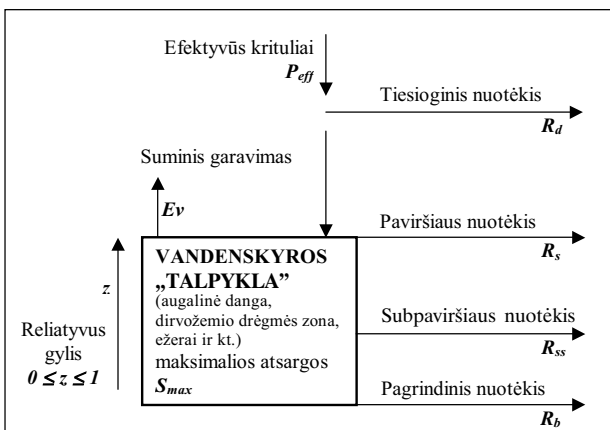 Efektyvūs krituliai
P_eff
Tiesioginis nuotėkis
R_d
Suminis garavimas
Ev
Paviršiaus nuotėkis
R_s
VANDENSKYROS
„TALPYKLA”
(augalinė danga,
dirvožemio drėgmės zona,
ežerai ir kt.)
maksimalios atsargos
S_max
z
Reliatyvus
gylis
0 ≤ z ≤ 1
Subpaviršiaus nuotėkis
R_ss
Pagrindinis nuotėkis
R_b